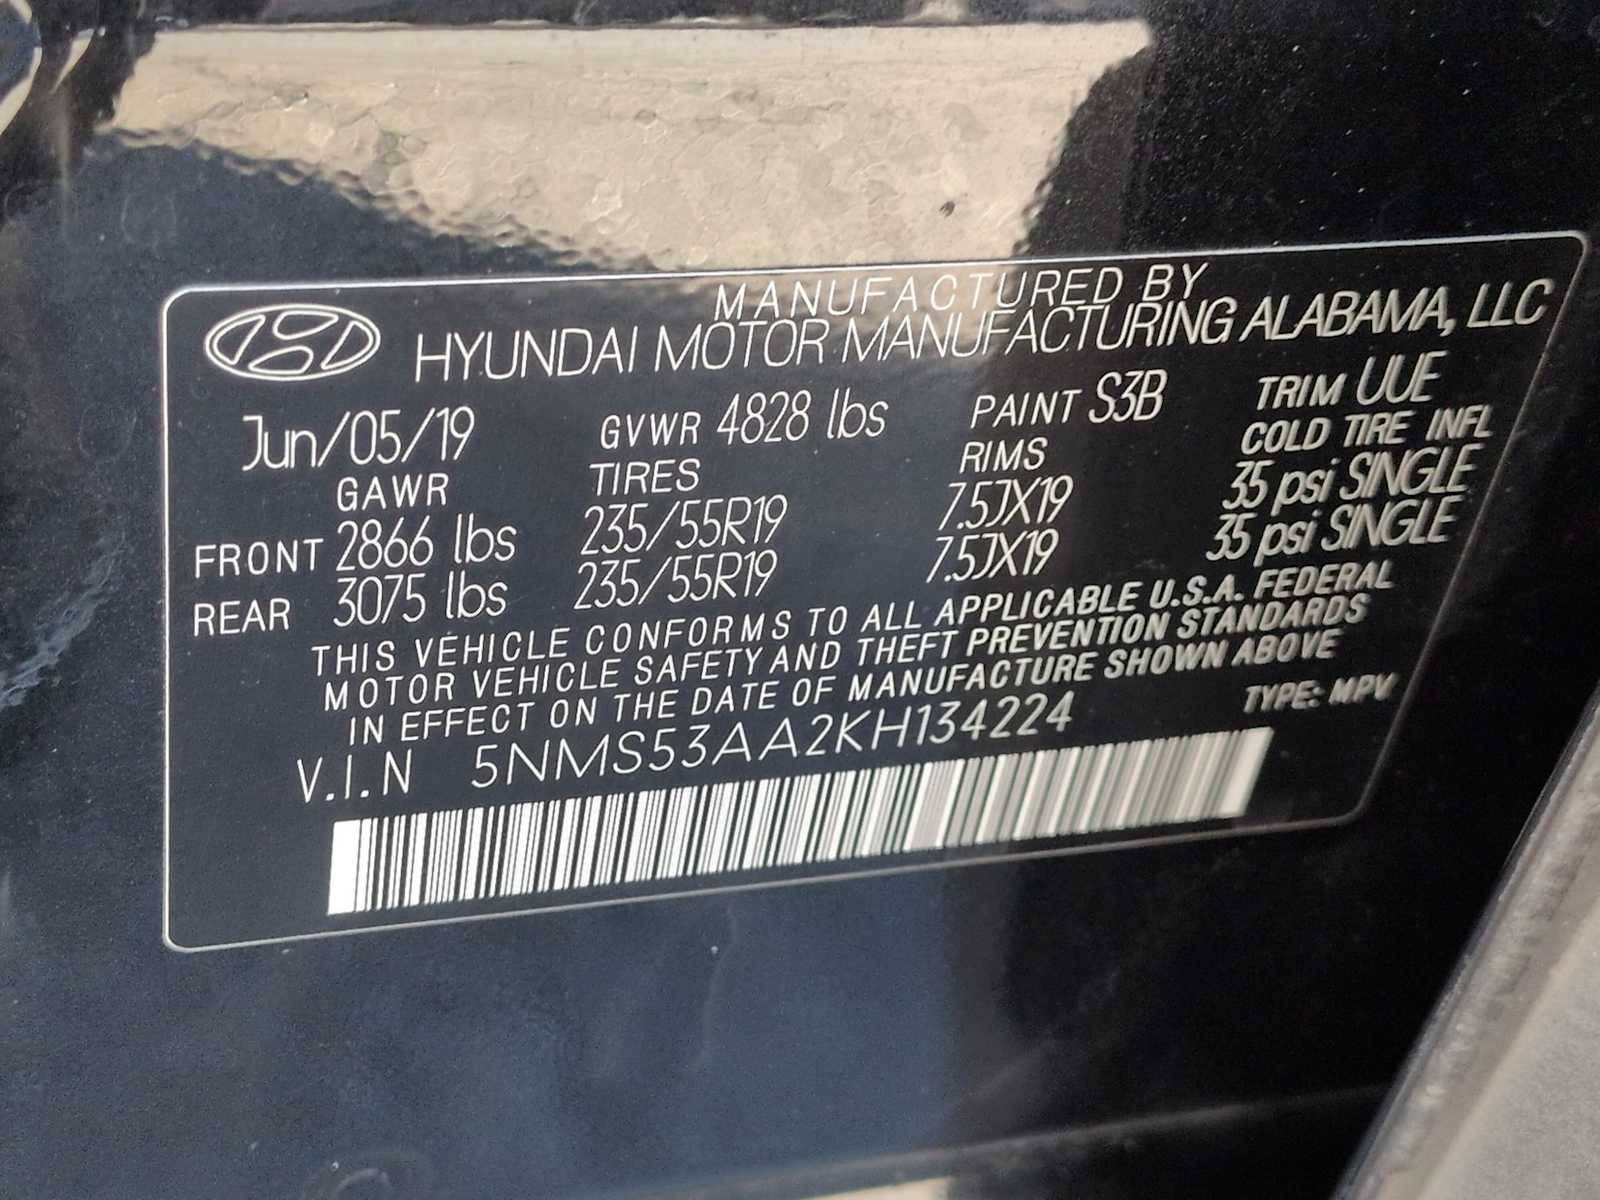 MANUFACTURED BY
HYUNDAI MOTOR MANUFACTURING ALABAMA, LLC
Jun/05/19 GVWR 4828 lbs PAINT S3B TRIM UUE
GAWR TIRES RIMS COLD TIRE INFL
FRONT 2866 lbs 235/55R19 7.5JX19 35 psi SINGLE
REAR 3075 lbs 235/55R19 7.5JX19 35 psi SINGLE
THIS VEHICLE CONFORMS TO ALL APPLICABLE U.S.A. FEDERAL
MOTOR VEHICLE SAFETY AND THEFT PREVENTION STANDARDS
IN EFFECT ON THE DATE OF MANUFACTURE SHOWN ABOVE
V.I.N 5NMS53AA2KH134224 TYPE: MPV